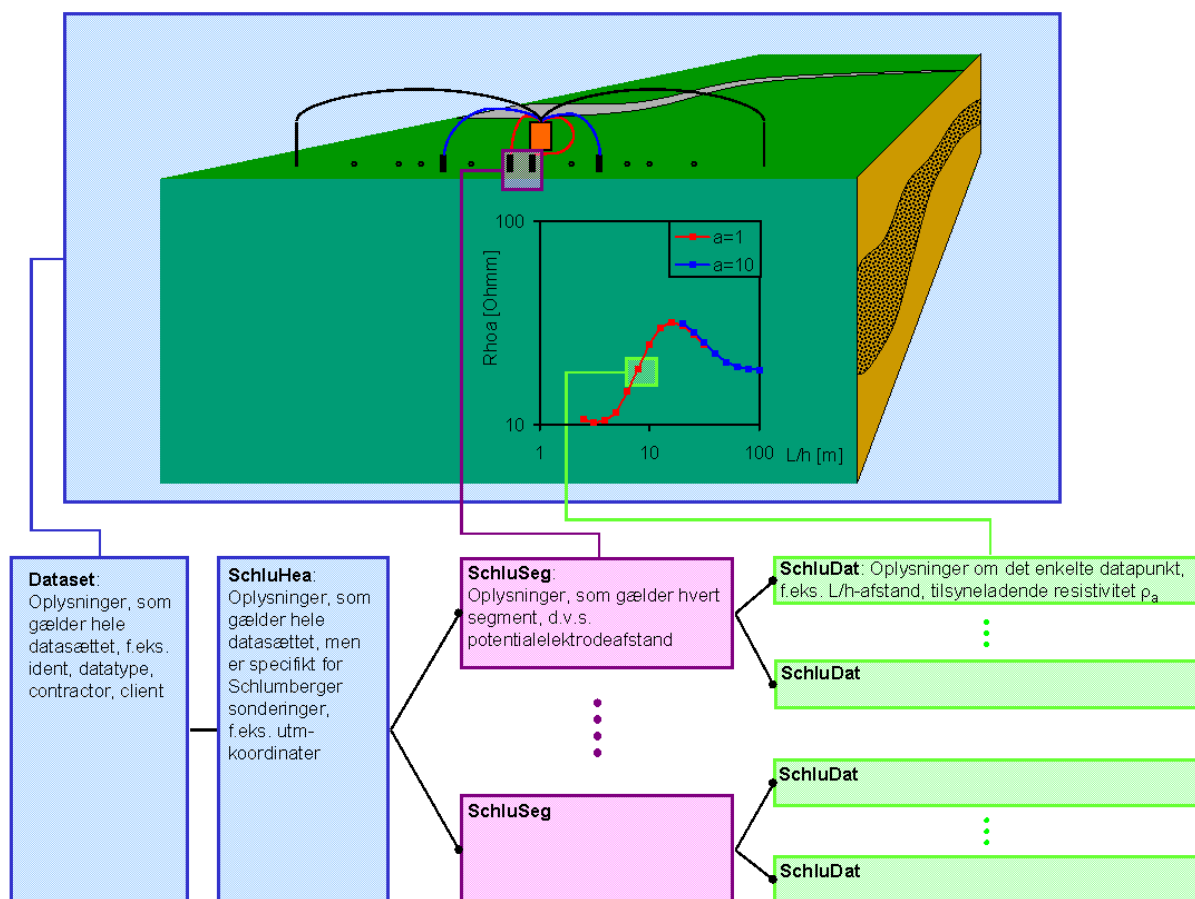 100
a=1
a=10
Rhoa [Ohmm]
10
1
10
100
L/h [m]
Dataset:
Oplysninger, som
gælder hele
datasættet, f.eks.
ident, datatype,
contractor, client
SchluHea:
Oplysninger, som
gælder hele
datasættet, men
er specifikt for
Schlumberger
sonderinger,
f.eks. utm-
koordinater
SchluSeg:
Oplysninger, som gælder hvert
segment, d.v.s.
potentialelektrodeafstand
SchluSeg
SchluDat: Oplysninger om det enkelte datapunkt,
f.eks. L/h-afstand, tilsyneladende resistivitet ρa
SchluDat
SchluDat
SchluDat